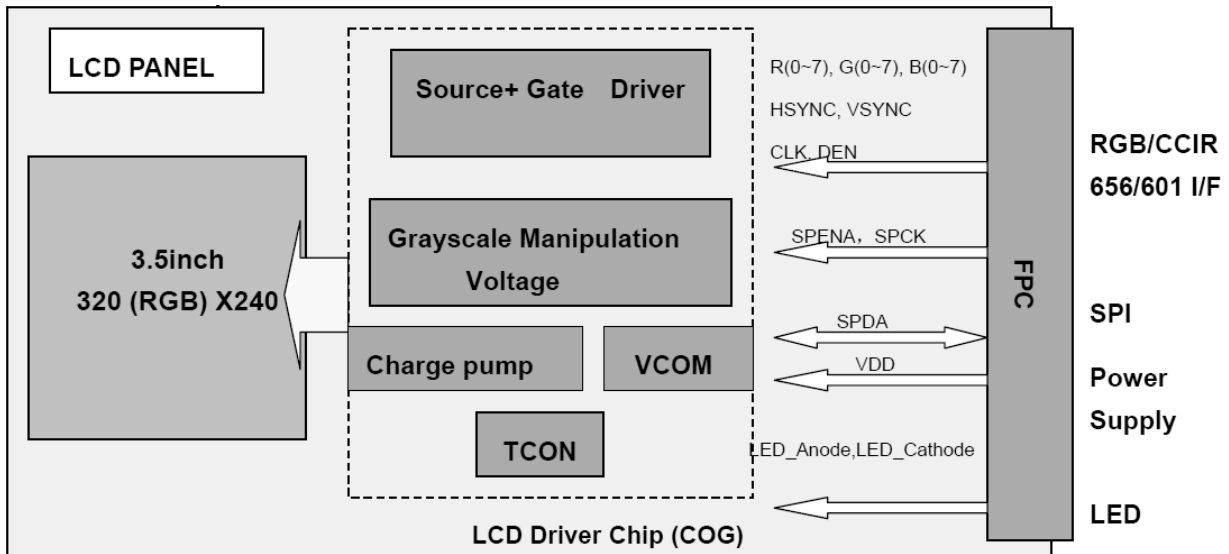 LCD PANEL
3.5inch
320 (RGB) X240
Source+ Gate Driver
Grayscale Manipulation
Voltage
Charge pump
VCOM
TCON
LCD Driver Chip (COG)
R(0~7), G(0~7), B(0~7)
HSYNC, VSYNC
CLK, DEN
SPENA，SPCK
SPDA
VDD
LED_Anode,LED_Cathode
FPC
RGB/CCIR
656/601 I/F
SPI
Power
Supply
LED